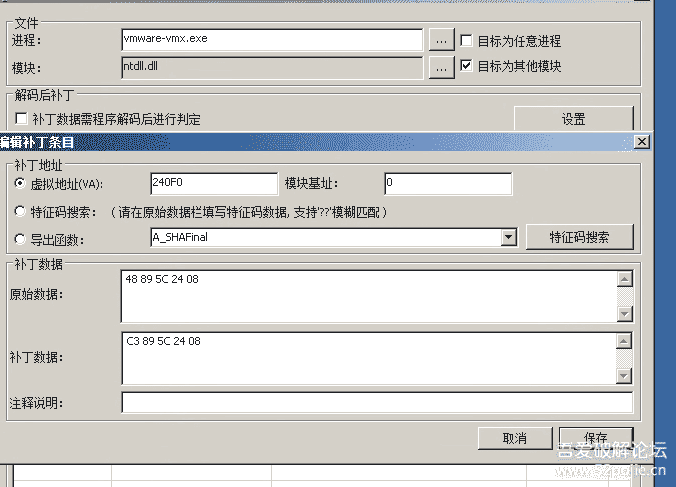 文件
进程: vmware-vmx.exe ... 目标为任意进程
模块: ntdll.dll ... 目标为其他模块
解码后补丁
补丁数据需程序解码后进行判定 设置
编辑补丁条目
补丁地址
虚拟地址(VA): 240F0 模块基址: 0
特征码搜索: (请在原始数据栏填写特征码数据, 支持'??'模糊匹配)
导出函数: A_SHAFinal 特征码搜索
补丁数据
原始数据: 48 89 5C 24 08
补丁数据: C3 89 5C 24 08
注释说明:
取消 保存
吾爱破解论坛
www.52pojie.cn